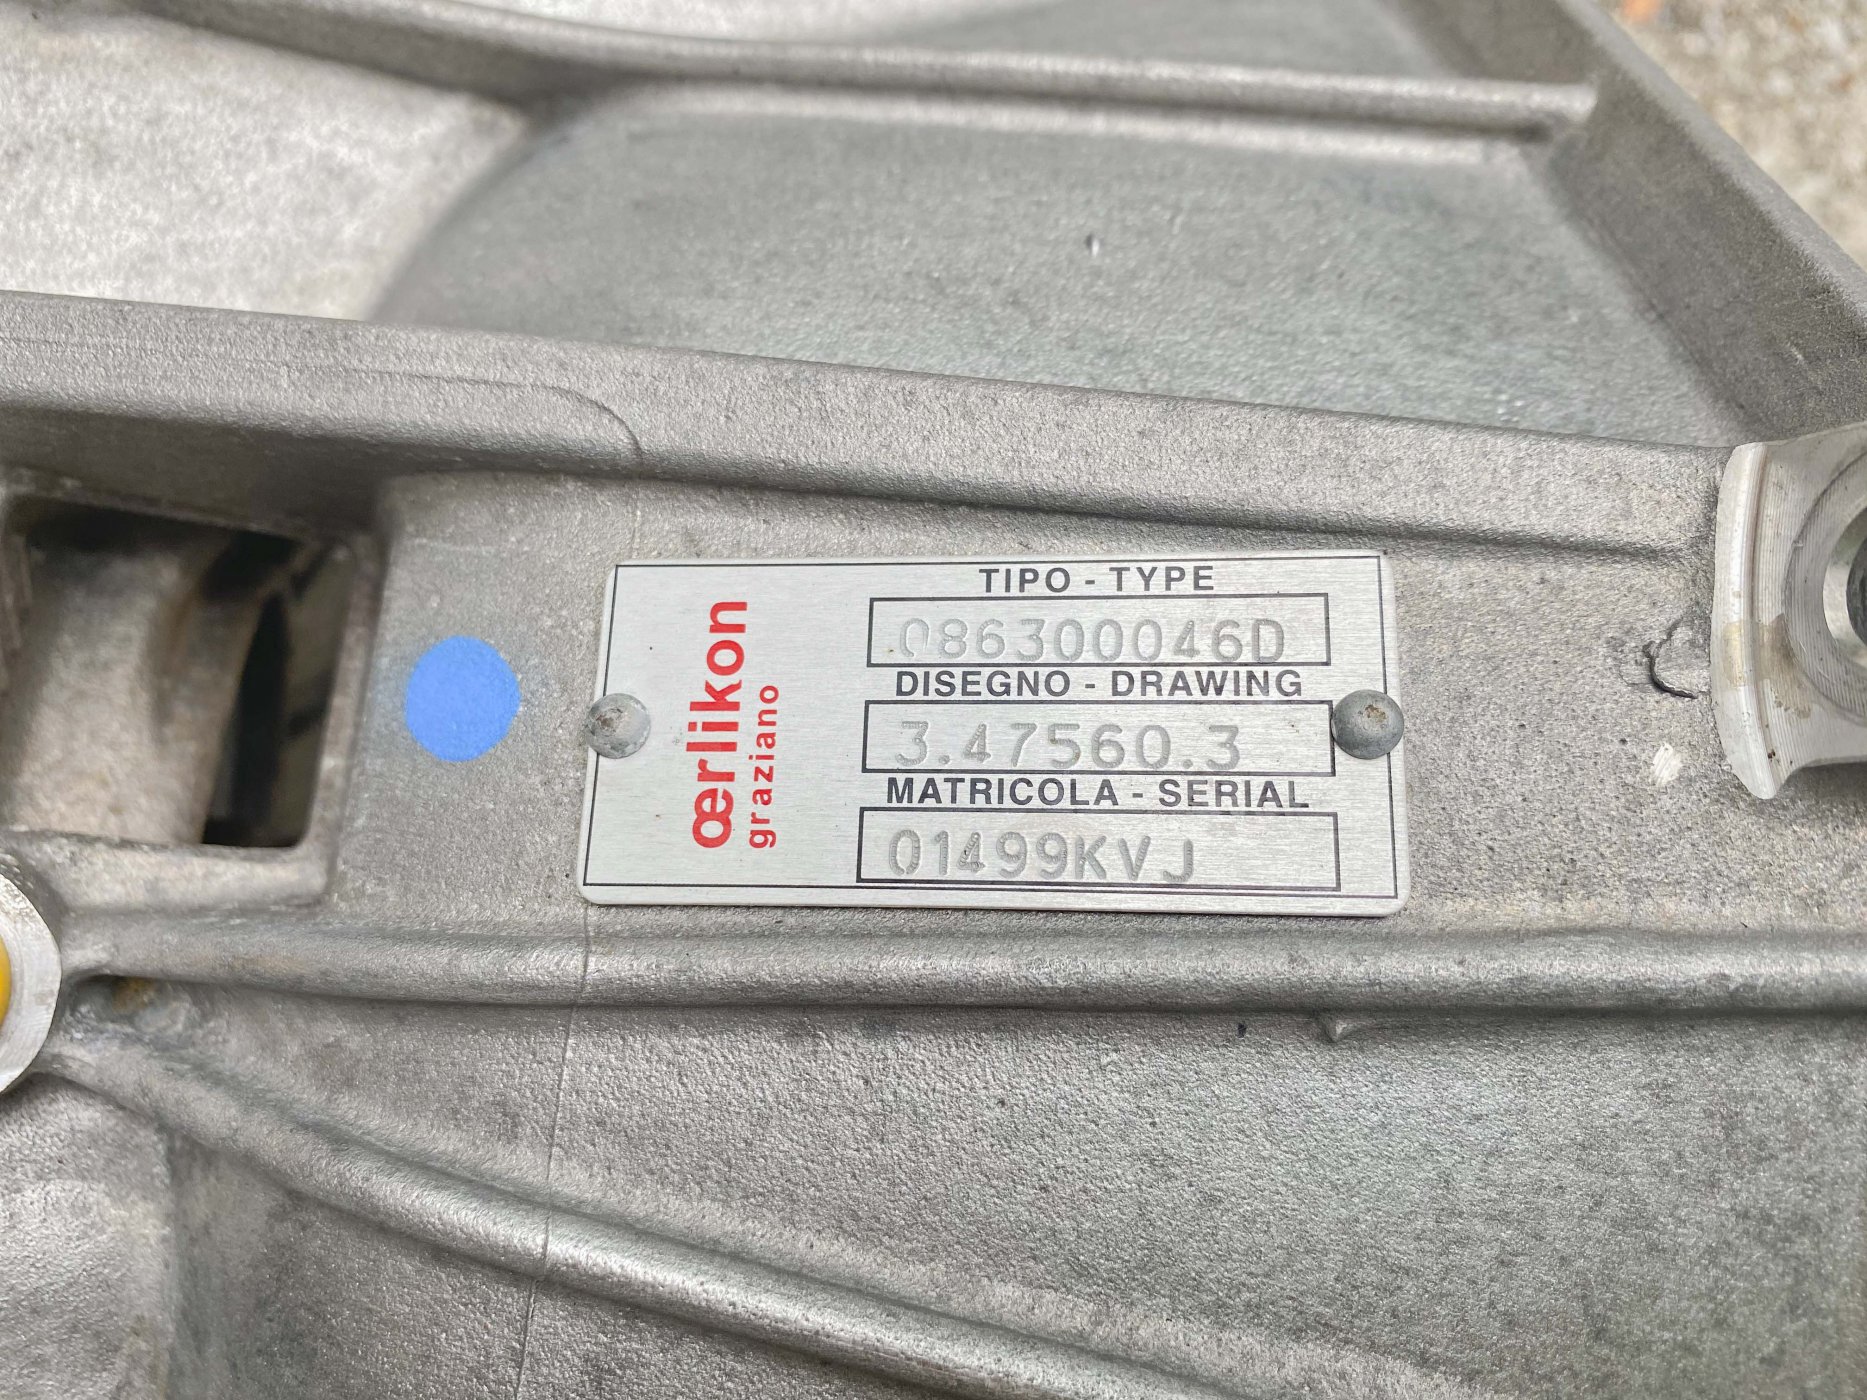 œrlikon
graziano
TIPO - TYPE
086300046D
DISEGNO - DRAWING
3.47560.3
MATRICOLA - SERIAL
01499KVJ